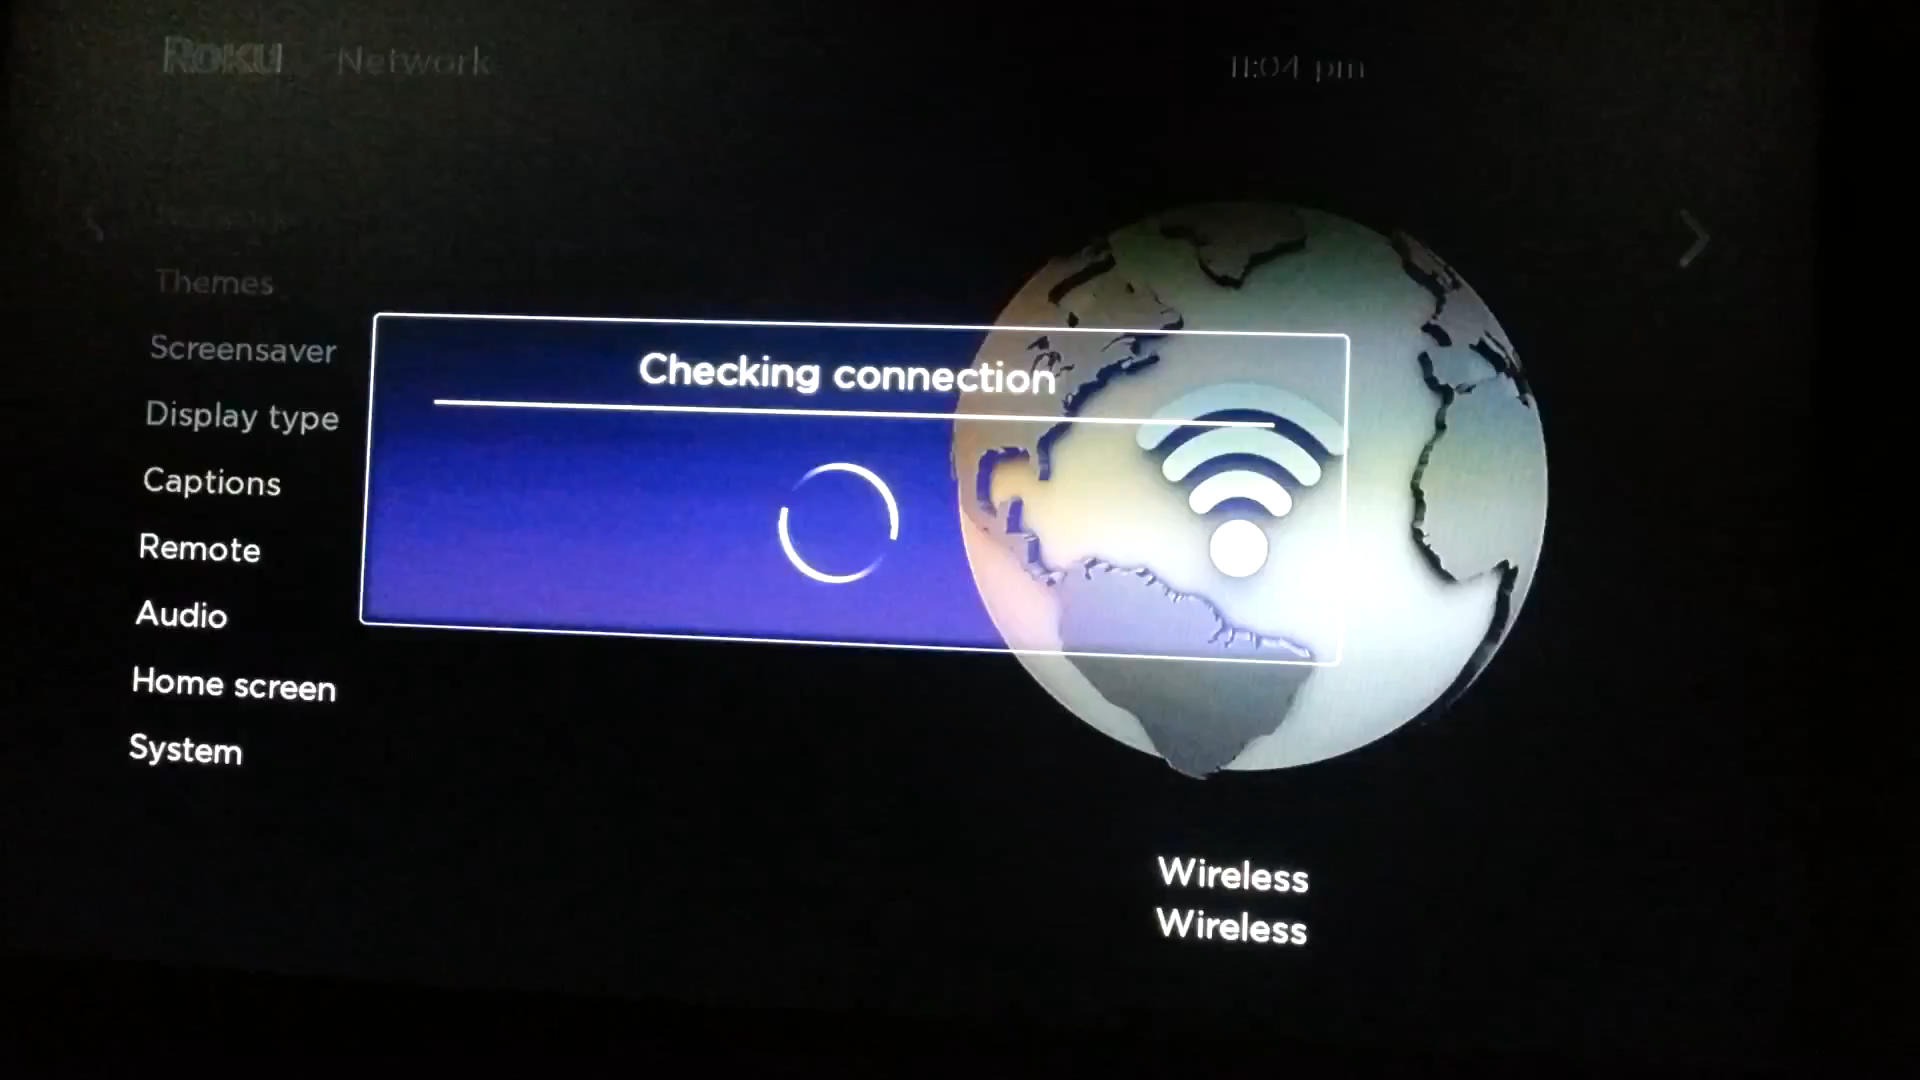 Roku Network
11:04 pm
Themes
Screensaver
Display type
Captions
Remote
Audio
Home screen
System
Checking connection
Wireless
Wireless